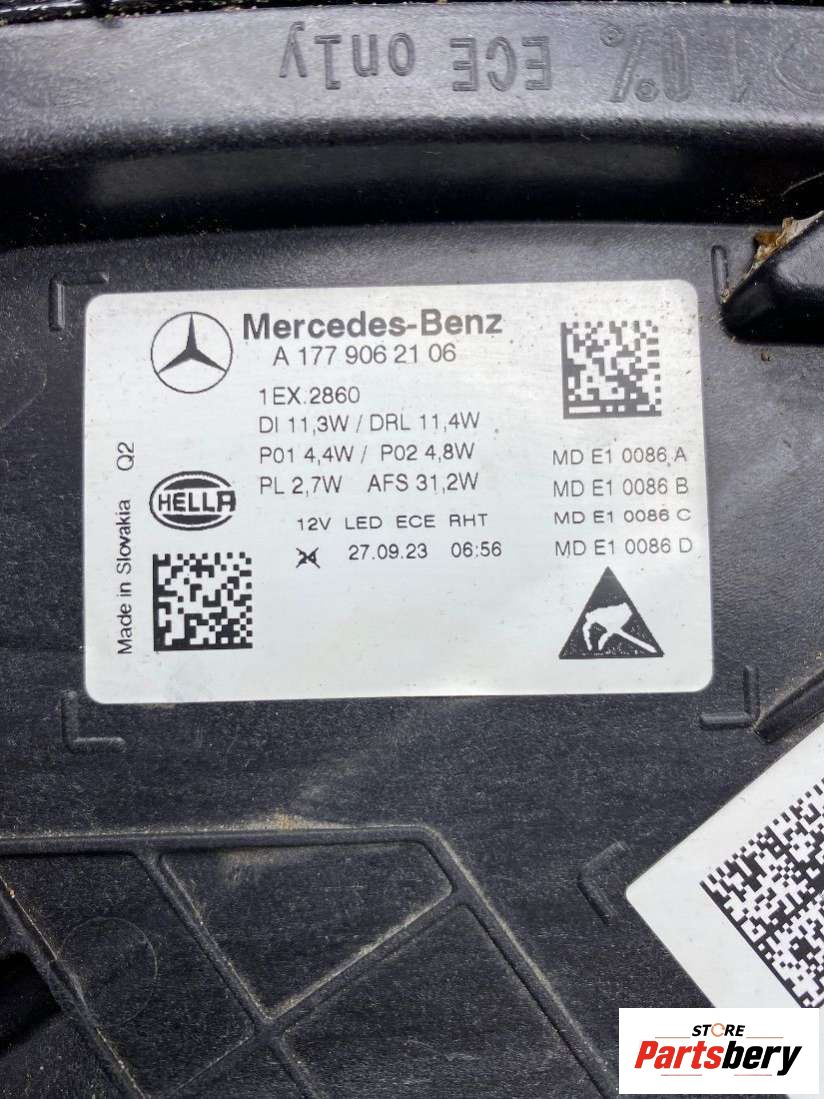 1.0% ECE only
Mercedes-Benz
A 177 906 21 06
1EX.2860
DI 11,3W / DRL 11,4W
P01 4,4W / P02 4,8W
PL 2,7W AFS 31,2W
12V LED ECE RHT
27.09.23 06:56
MD E1 0086 A
MD E1 0086 B
MD E1 0086 C
MD E1 0086 D
HELLA
Made in Slovakia Q2
STORE
Partsbery